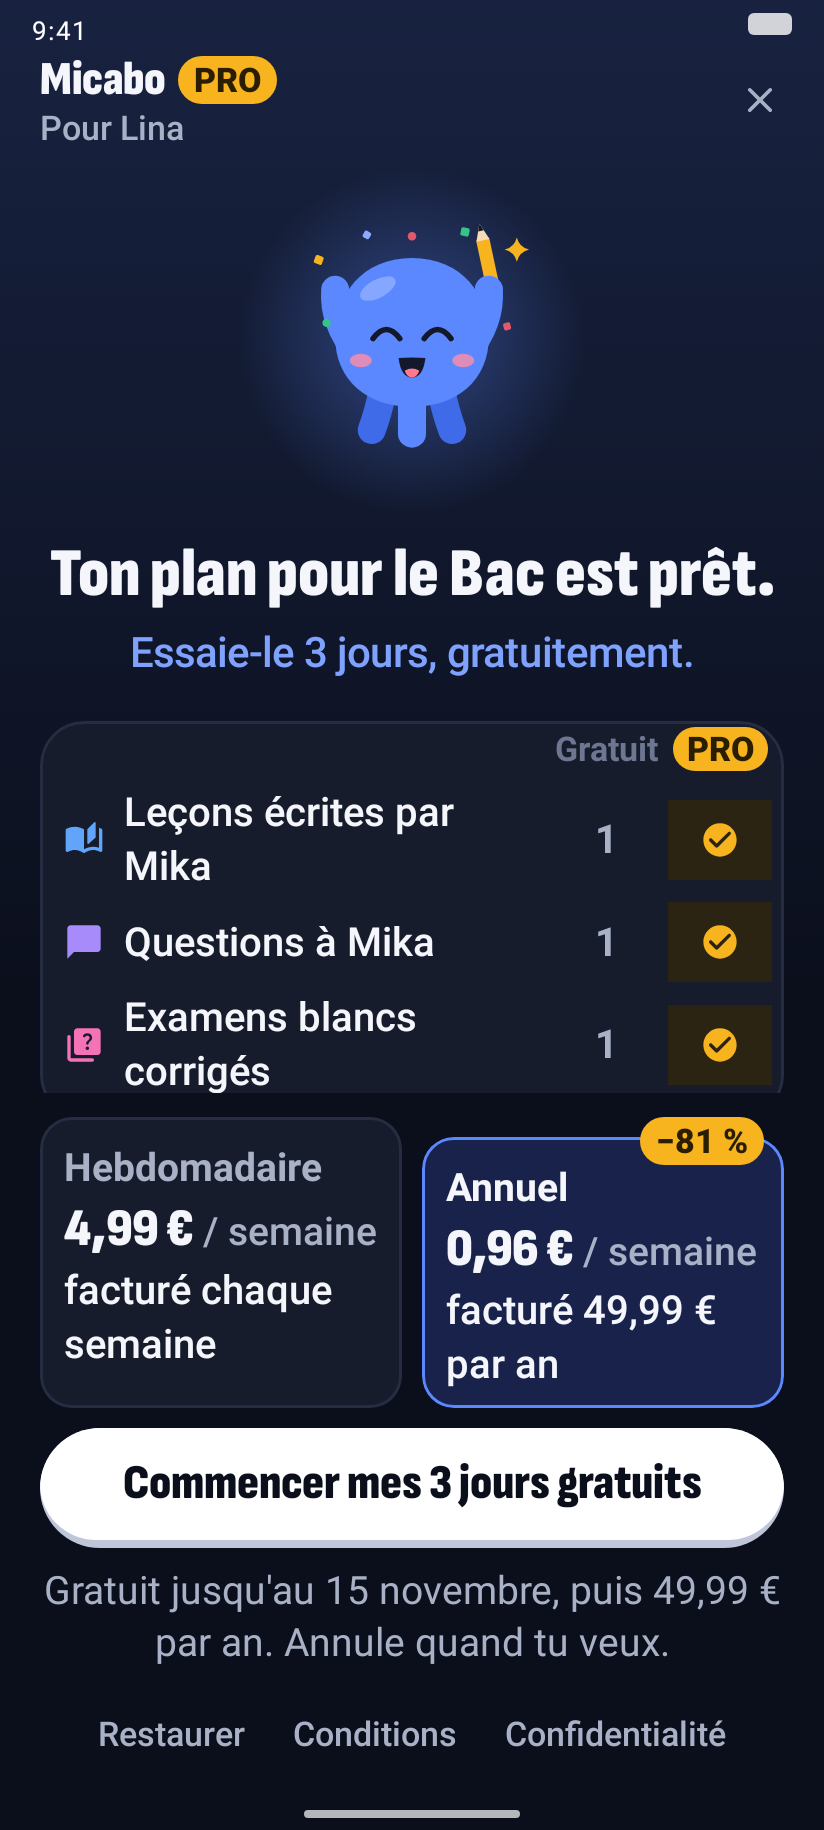 9:41
Micabo PRO
Pour Lina
Ton plan pour le Bac est prêt.
Essaie-le 3 jours, gratuitement.
Gratuit PRO
Leçons écrites par
Mika
1
Questions à Mika
1
Examens blancs
corrigés
1
Hebdomadaire
4,99 € / semaine
facturé chaque
semaine
−81 %
Annuel
0,96 € / semaine
facturé 49,99 €
par an
Commencer mes 3 jours gratuits
Gratuit jusqu'au 15 novembre, puis 49,99 €
par an. Annule quand tu veux.
Restaurer Conditions Confidentialité